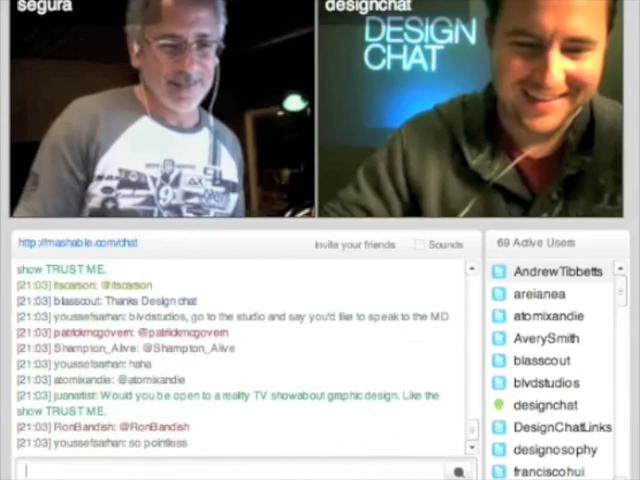 segura
designchat
DESIGN
CHAT
9
http://mashable.com/chat
Invite your friends
Sounds
69 Active Users
show TRUST ME.
[21:03] itscarson: @itscarson
[21:03] blasscout: Thanks Design chat
[21:03] youssefsarhan: blvdstudios, go to the studio and say you'd like to speak to the MD
[21:03] patrickmcgovern: @patrickmcgovern
[21:03] Shampton_Alive: @Shampton_Alive
[21:03] youssefsarhan: haha
[21:03] atomixandie: @atomixandie
[21:03] juanartist: Would you be open to a reality TV showabout graphic design. Like the
show TRUST ME.
[21:03] RonBandish: @RonBandish
[21:03] youssefsarhan: so pointless
AndrewTibbetts
areianea
atomixandie
AverySmith
blasscout
blvdstudios
designchat
DesignChatLinks
designosophy
franciscohui